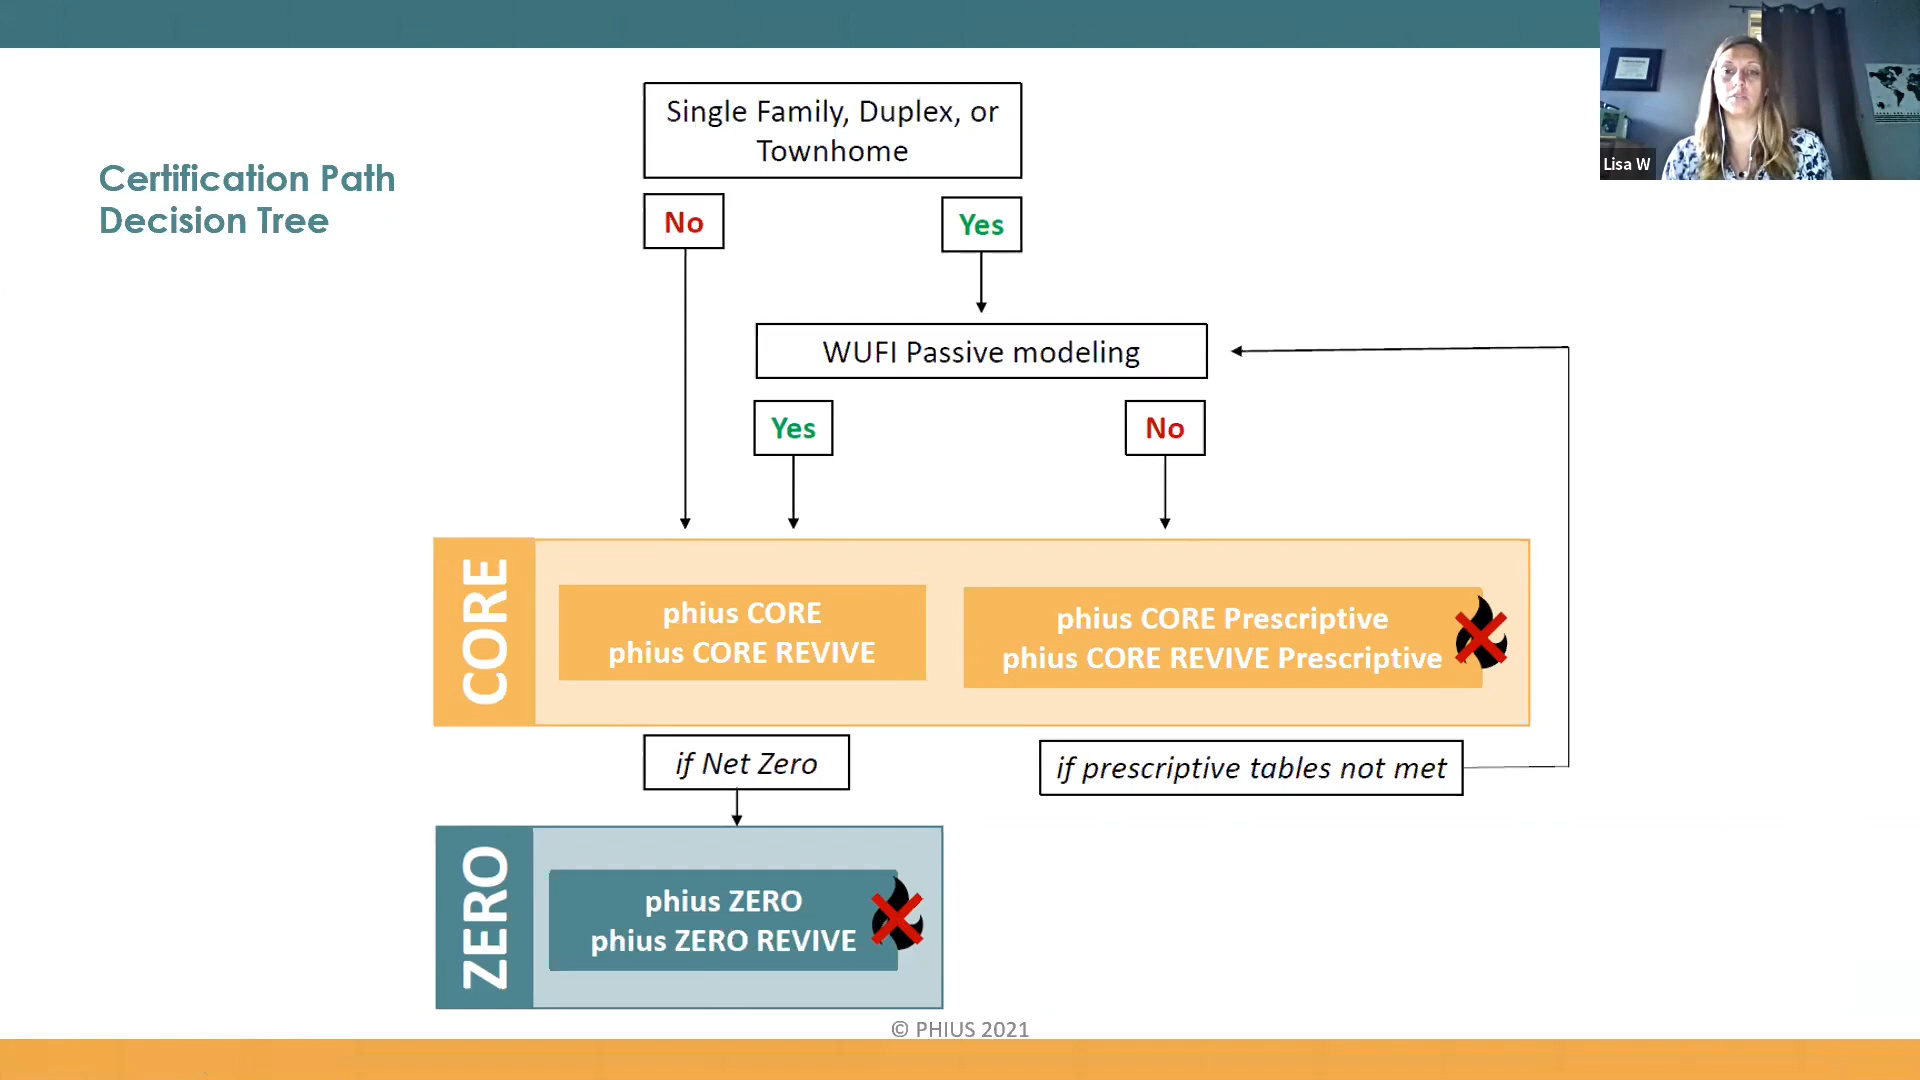 Lisa W
Certification Path
Decision Tree
Single Family, Duplex, or
Townhome
No
Yes
WUFI Passive modeling
Yes
No
CORE
phius CORE
phius CORE REVIVE
phius CORE Prescriptive
phius CORE REVIVE Prescriptive
if Net Zero
if prescriptive tables not met
ZERO
phius ZERO
phius ZERO REVIVE
© PHIUS 2021